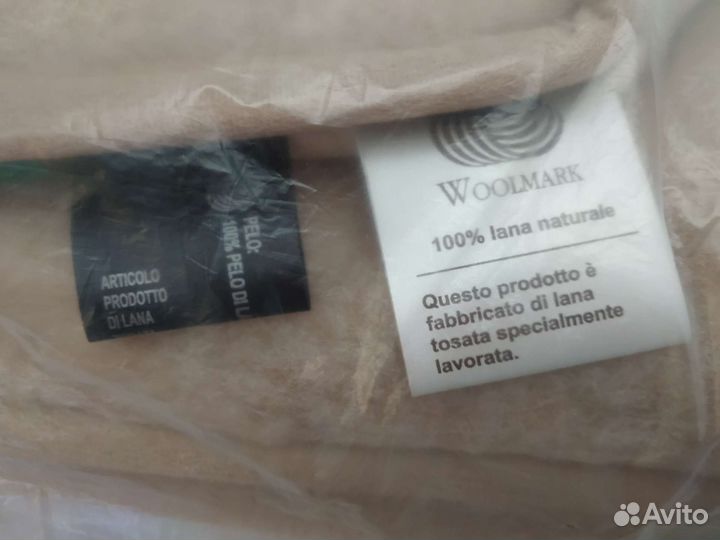 WOOLMARK
100% lana naturale
Questo prodotto è
fabbricato di lana
tosata specialmente
lavorata.
ARTICOLO
PRODOTTO
DI LANA
PELO:
100% PELO DI
Avito